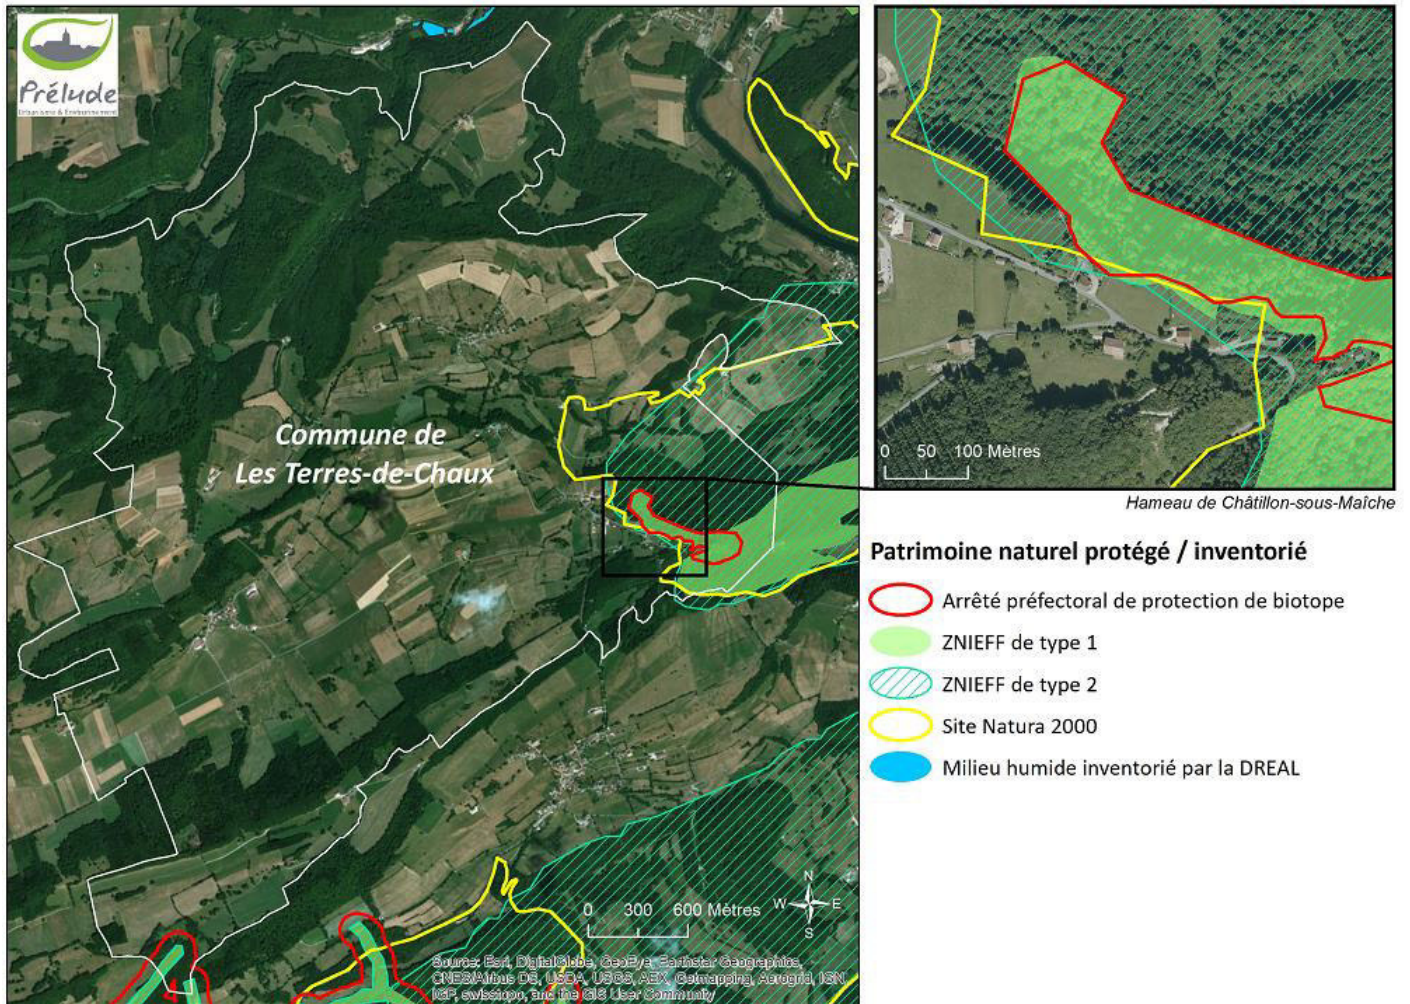 Prélude
Urbanisme & Environnement
Commune de
Les Terres-de-Chaux
0 50 100 Mètres
Hameau de Châtillon-sous-Maîche
Patrimoine naturel protégé / inventorié
Arrêté préfectoral de protection de biotope
ZNIEFF de type 1
ZNIEFF de type 2
Site Natura 2000
Milieu humide inventorié par la DREAL
N
W E
S
0 300 600 Mètres
Source: Esri, DigitalGlobe, GeoEye, Earthstar Geographics,
CNES/Airbus DS, USDA, USGS, AEX, Getmapping, Aerogrid, IGN,
IGP, swisstopo, and the GIS User Community